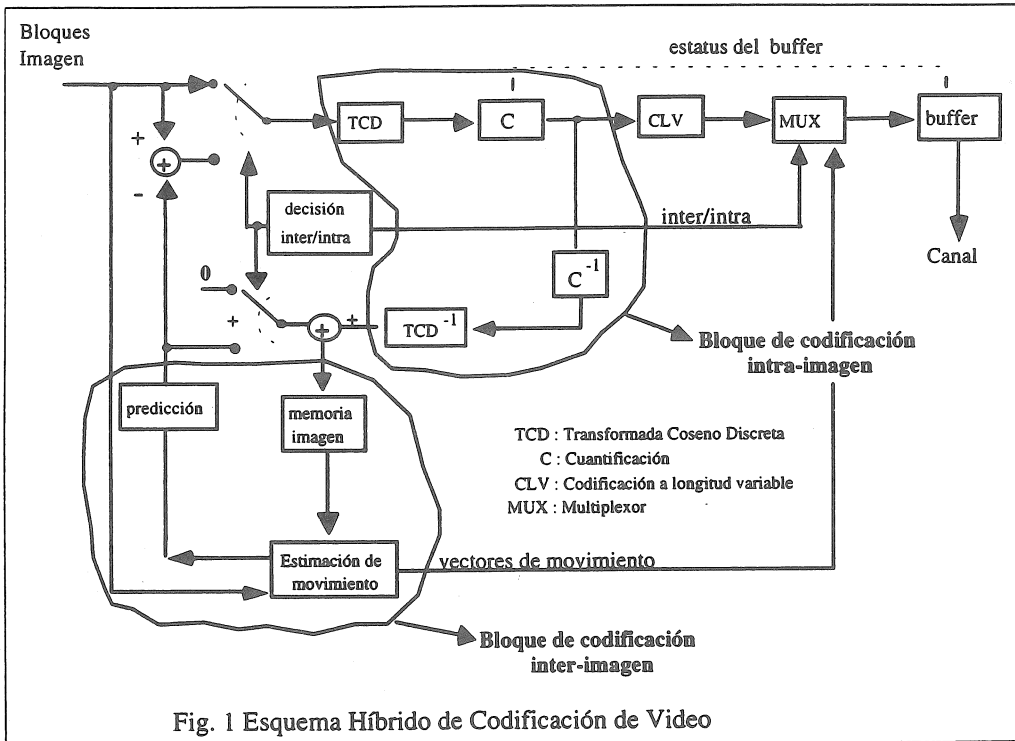 Bloques
Imagen
estatus del buffer
TCD
C
CLV
MUX
buffer
+
+
-
decisión
inter/intra
inter/intra
Canal
0
C -1
+
+
+
TCD -1
Bloque de codificación
intra-imagen
predicción
memoria
imagen
TCD : Transformada Coseno Discreta
C : Cuantificación
CLV : Codificación a longitud variable
MUX : Multiplexor
Estimación de
movimiento
vectores de movimiento
Bloque de codificación
inter-imagen
Fig. 1 Esquema Híbrido de Codificación de Video